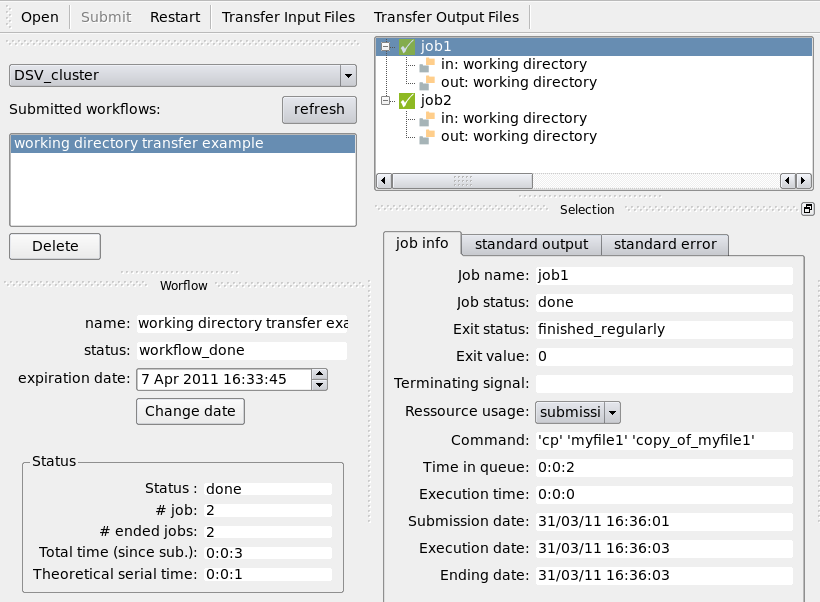 Open Submit Restart Transfer Input Files Transfer Output Files
DSV_cluster
Submitted workflows: refresh
working directory transfer example
Delete
Worflow
name: working directory transfer exa
status: workflow_done
expiration date: 7 Apr 2011 16:33:45
Change date
Status
Status : done
# job: 2
# ended jobs: 2
Total time (since sub.): 0:0:3
Theoretical serial time: 0:0:1
job1
in: working directory
out: working directory
job2
in: working directory
out: working directory
Selection
job info standard output standard error
Job name: job1
Job status: done
Exit status: finished_regularly
Exit value: 0
Terminating signal:
Ressource usage: submissi
Command: 'cp' 'myfile1' 'copy_of_myfile1'
Time in queue: 0:0:2
Execution time: 0:0:0
Submission date: 31/03/11 16:36:01
Execution date: 31/03/11 16:36:03
Ending date: 31/03/11 16:36:03